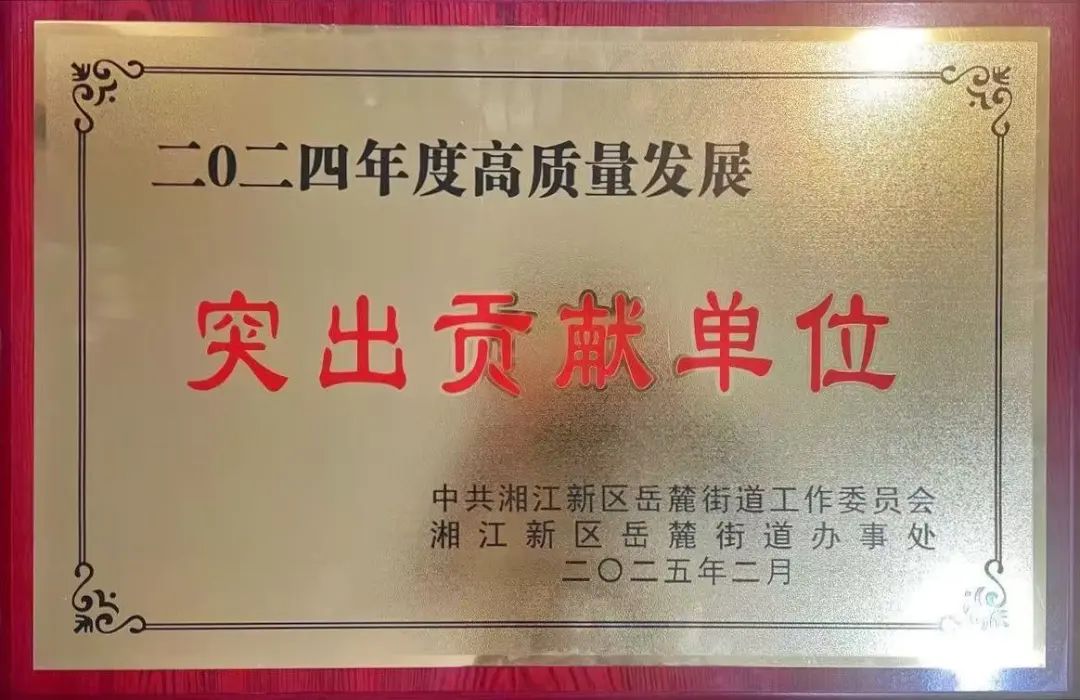 二0二四年度高质量发展
突出贡献单位
中共湘江新区岳麓街道工作委员会
湘江新区岳麓街道办事处
二〇二五年二月